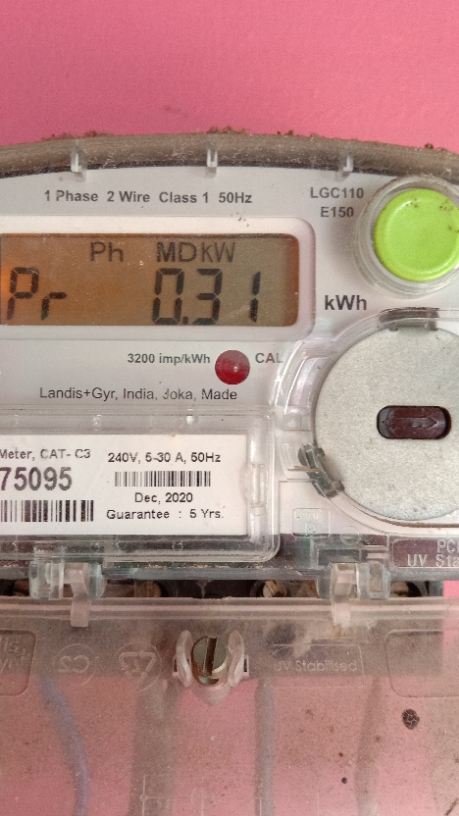 1 Phase 2 Wire Class 1 50Hz
LGC110
E150
Ph MDKW
Pr 0.31
kWh
3200 imp/kWh CAL
Landis+Gyr, India, Joka, Made
Meter, CAT- C3
75095
240V, 5-30 A, 50Hz
Dec, 2020
Guarantee : 5 Yrs.
UV Sta
UV Stabilised